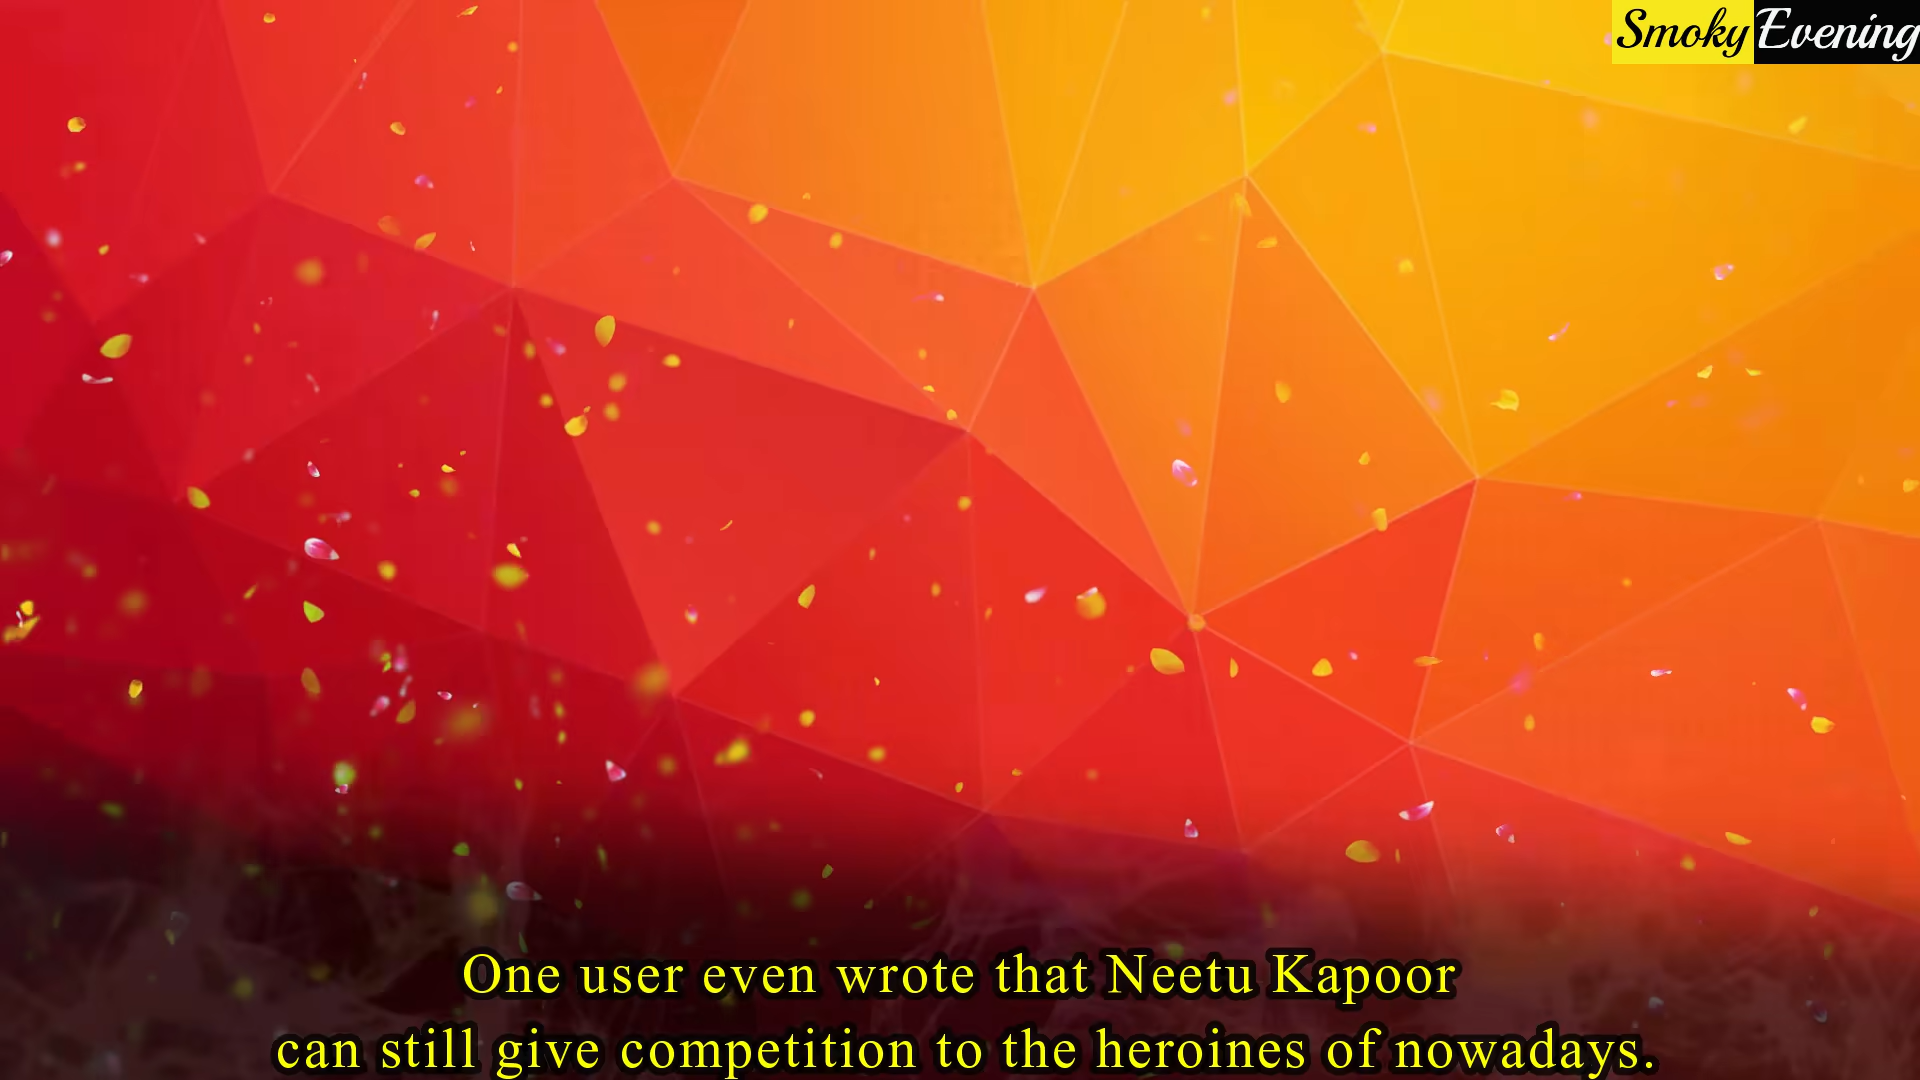 Smoky Evening
One user even wrote that Neetu Kapoor
can still give competition to the heroines of nowadays.